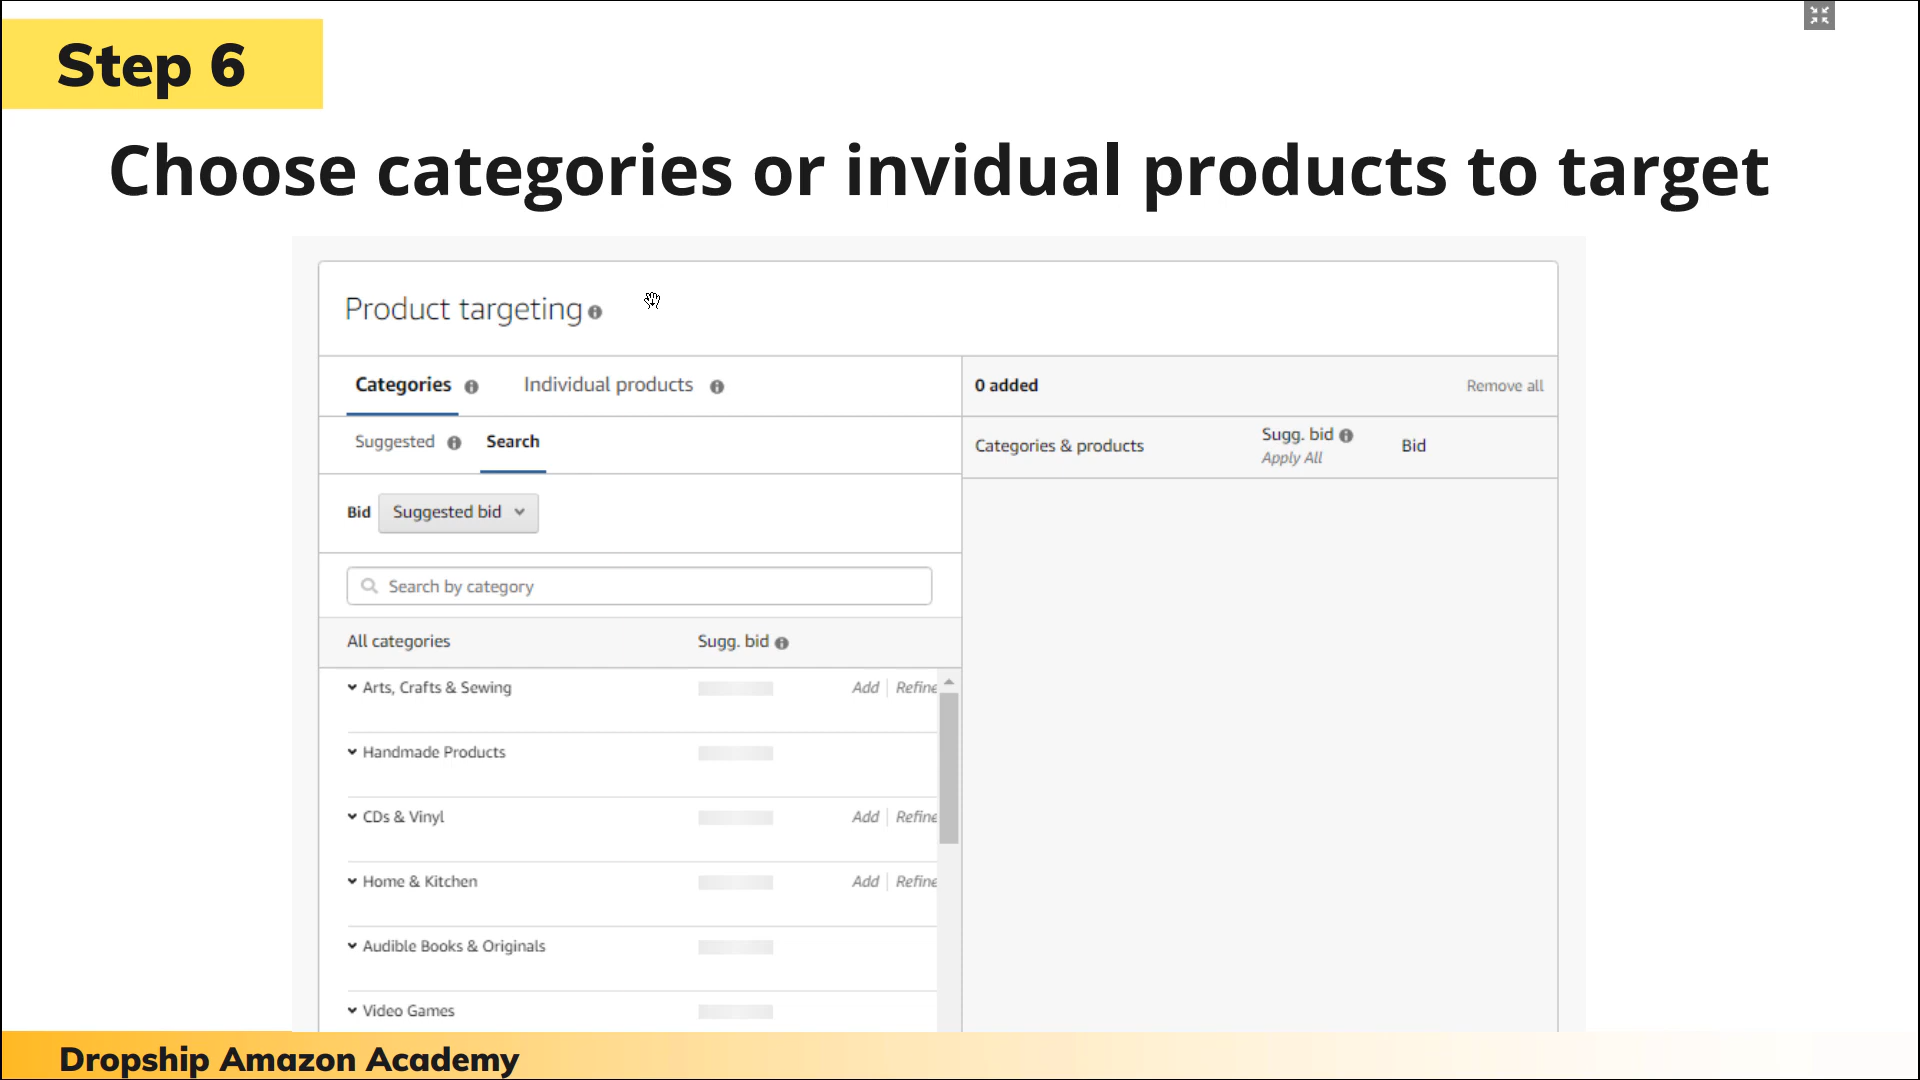 Step 6
Choose categories or invidual products to target
Product targeting
Categories Individual products
0 added Remove all
Suggested Search
Categories & products Sugg. bid Bid
Apply All
Bid Suggested bid
Search by category
All categories Sugg. bid
Arts, Crafts & Sewing Add Refine
Handmade Products
CDs & Vinyl Add Refine
Home & Kitchen Add Refine
Audible Books & Originals
Video Games
Dropship Amazon Academy